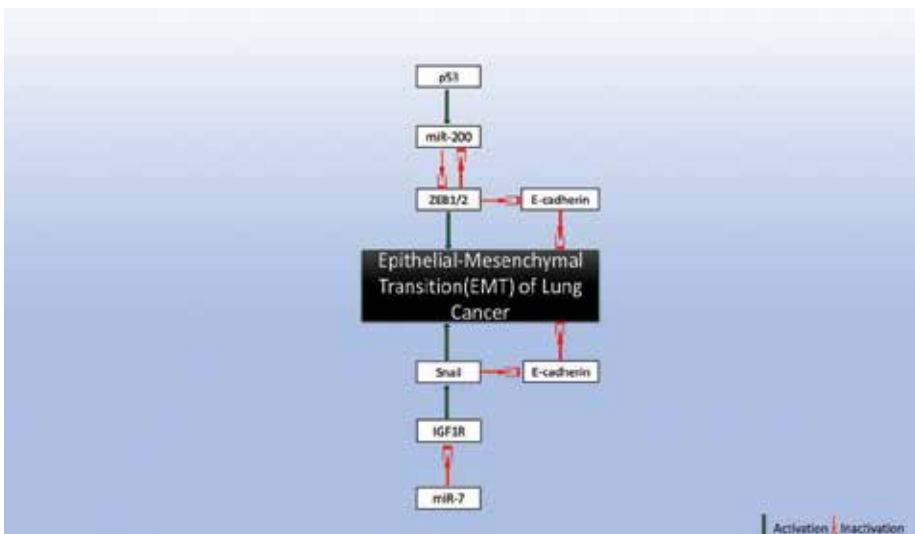 p53
miR-200
ZEB1/2
E-cadherin
Epithelial-Mesenchymal
Transition(EMT) of Lung
Cancer
Snail
E-cadherin
IGF1R
miR-7
Activation
Inactivation